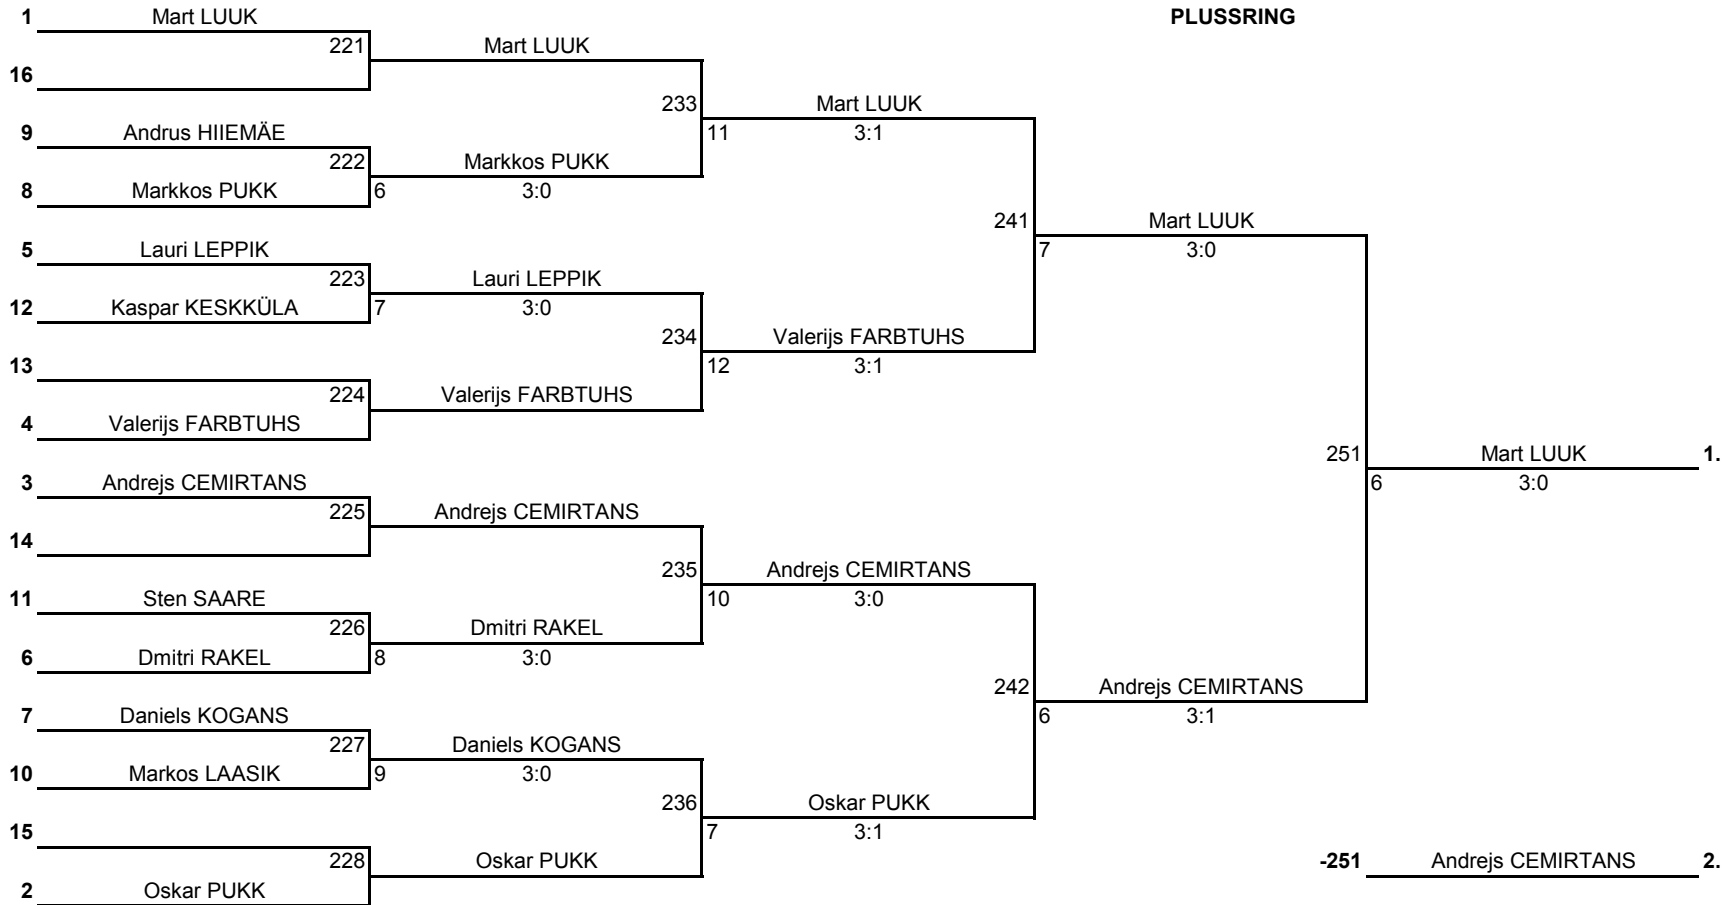 1 Mart LUUK PLUSSRING
221 Mart LUUK
16
233 Mart LUUK
9 Andrus HIIEMÄE 11 3:1
222 Markkos PUKK
8 Markkos PUKK 6 3:0
241 Mart LUUK
5 Lauri LEPPIK 7 3:0
223 Lauri LEPPIK
12 Kaspar KESKKÜLA 7 3:0
234 Valerijs FARBTUHS
13 12 3:1
224 Valerijs FARBTUHS
4 Valerijs FARBTUHS
251 Mart LUUK 1.
3 Andrejs CEMIRTANS 6 3:0
225 Andrejs CEMIRTANS
14
235 Andrejs CEMIRTANS
11 Sten SAARE 10 3:0
226 Dmitri RAKEL
6 Dmitri RAKEL 8 3:0
242 Andrejs CEMIRTANS
7 Daniels KOGANS 6 3:1
227 Daniels KOGANS
10 Markos LAASIK 9 3:0
236 Oskar PUKK
15 7 3:1
228 Oskar PUKK -251 Andrejs CEMIRTANS 2.
2 Oskar PUKK